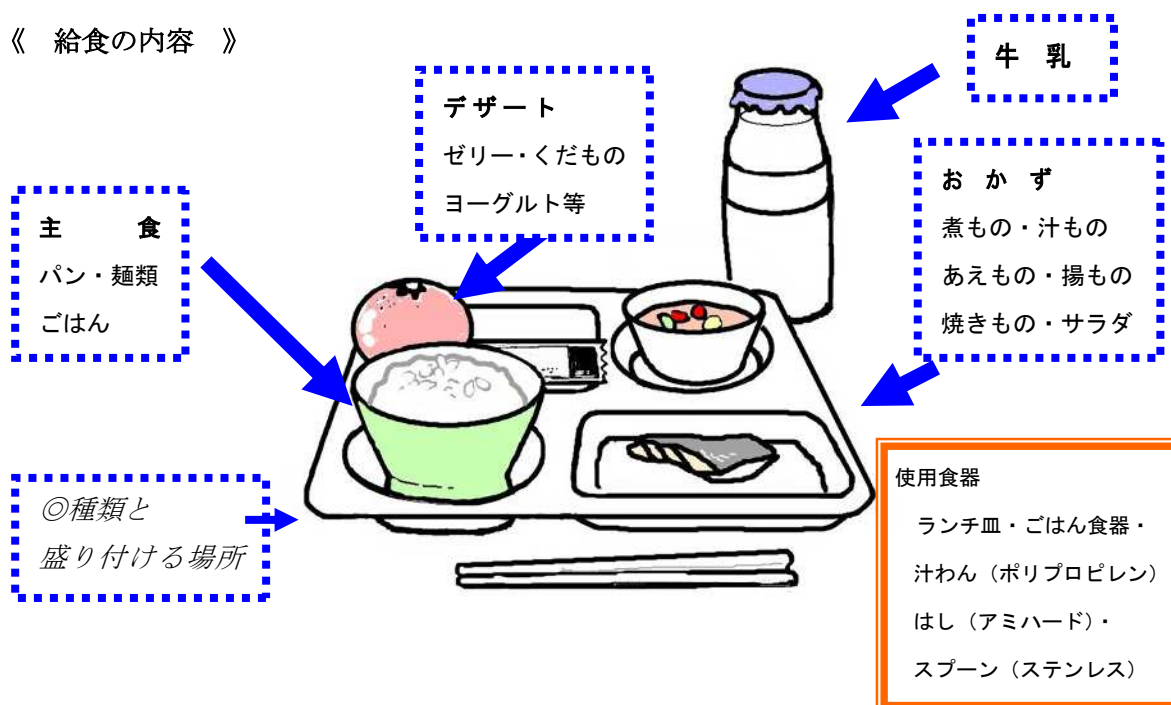 《　給食の内容　》
牛　乳
デザート
ゼリー・くだもの
ヨーグルト等
おかず
煮もの・汁もの
あえもの・揚もの
焼きもの・サラダ
主　食
パン・麺類
ごはん
◎種類と
盛り付ける場所
使用食器
ランチ皿・ごはん食器・
汁わん（ポリプロピレン）
はし（アミハード）・
スプーン（ステンレス）